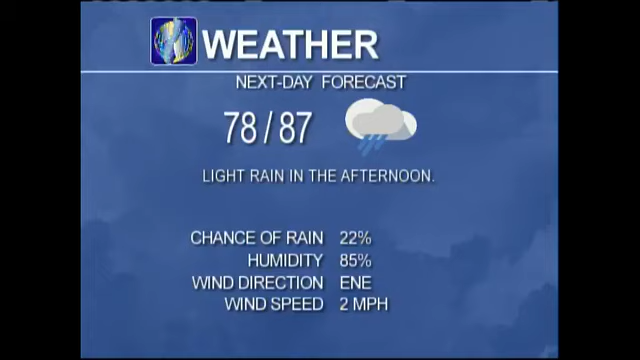 WEATHER
NEXT-DAY FORECAST
78 / 87
LIGHT RAIN IN THE AFTERNOON.
CHANCE OF RAIN 22%
HUMIDITY 85%
WIND DIRECTION ENE
WIND SPEED 2 MPH